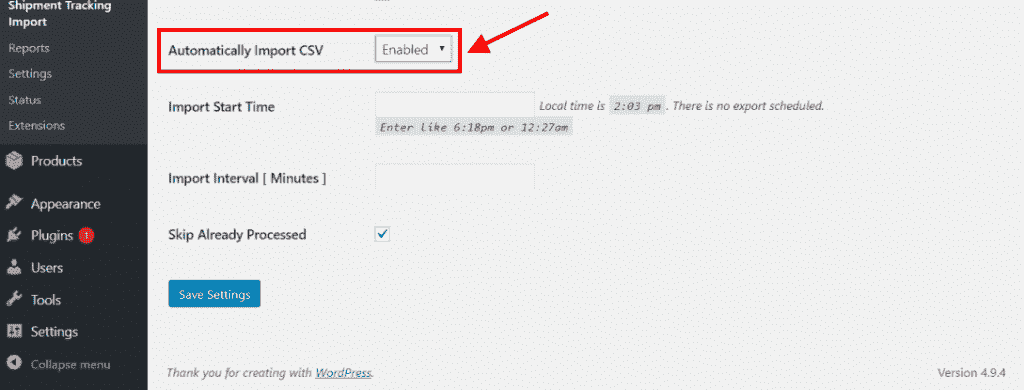 Shipment Tracking
Import
Reports
Settings
Status
Extensions
Products
Appearance
Plugins 1
Users
Tools
Settings
Collapse menu
Automatically Import CSV Enabled
Import Start Time Local time is 2:03 pm . There is no export scheduled.
Enter like 6:18pm or 12:27am
Import Interval [ Minutes ]
Skip Already Processed
Save Settings
Thank you for creating with WordPress. Version 4.9.4